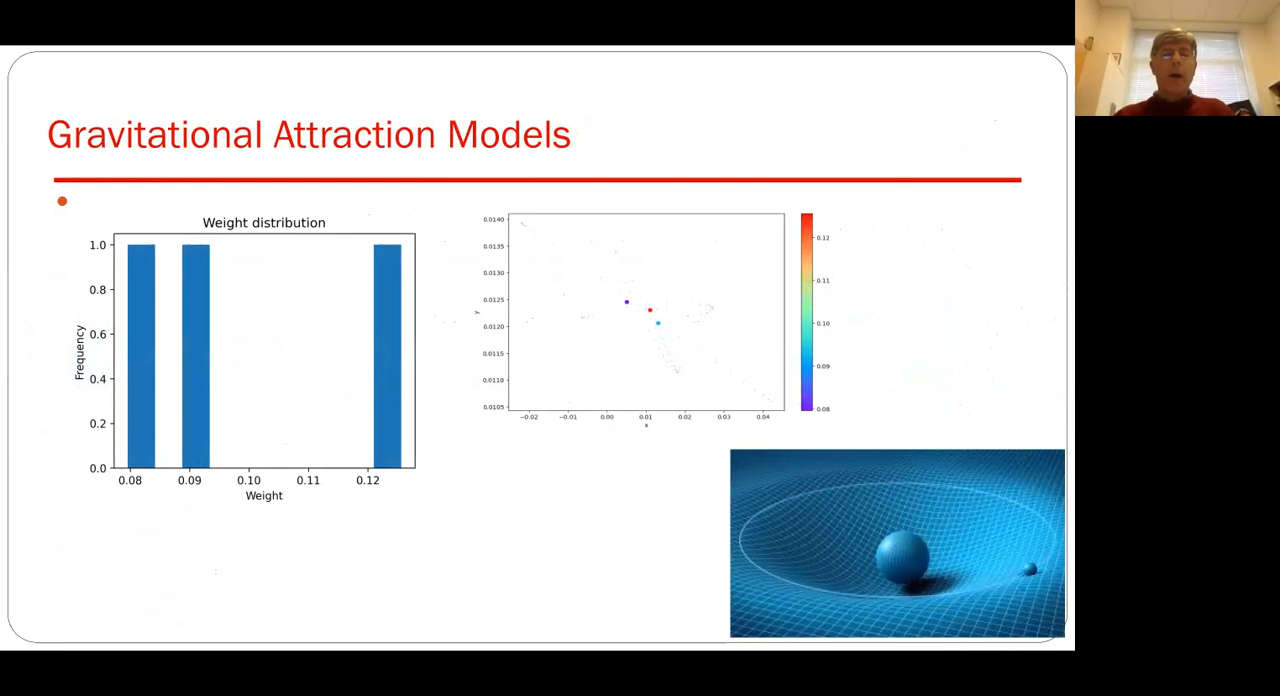 Gravitational Attraction Models
Weight distribution
1.0
0.8
0.6
0.4
0.2
0.0
Frequency
0.08 0.09 0.10 0.11 0.12
Weight
0.0140
0.0135
0.0130
0.0125
0.0120
0.0115
0.0110
0.0105
y
−0.02 −0.01 0.00 0.01 0.02 0.03 0.04
x
0.12
0.11
0.10
0.09
0.08